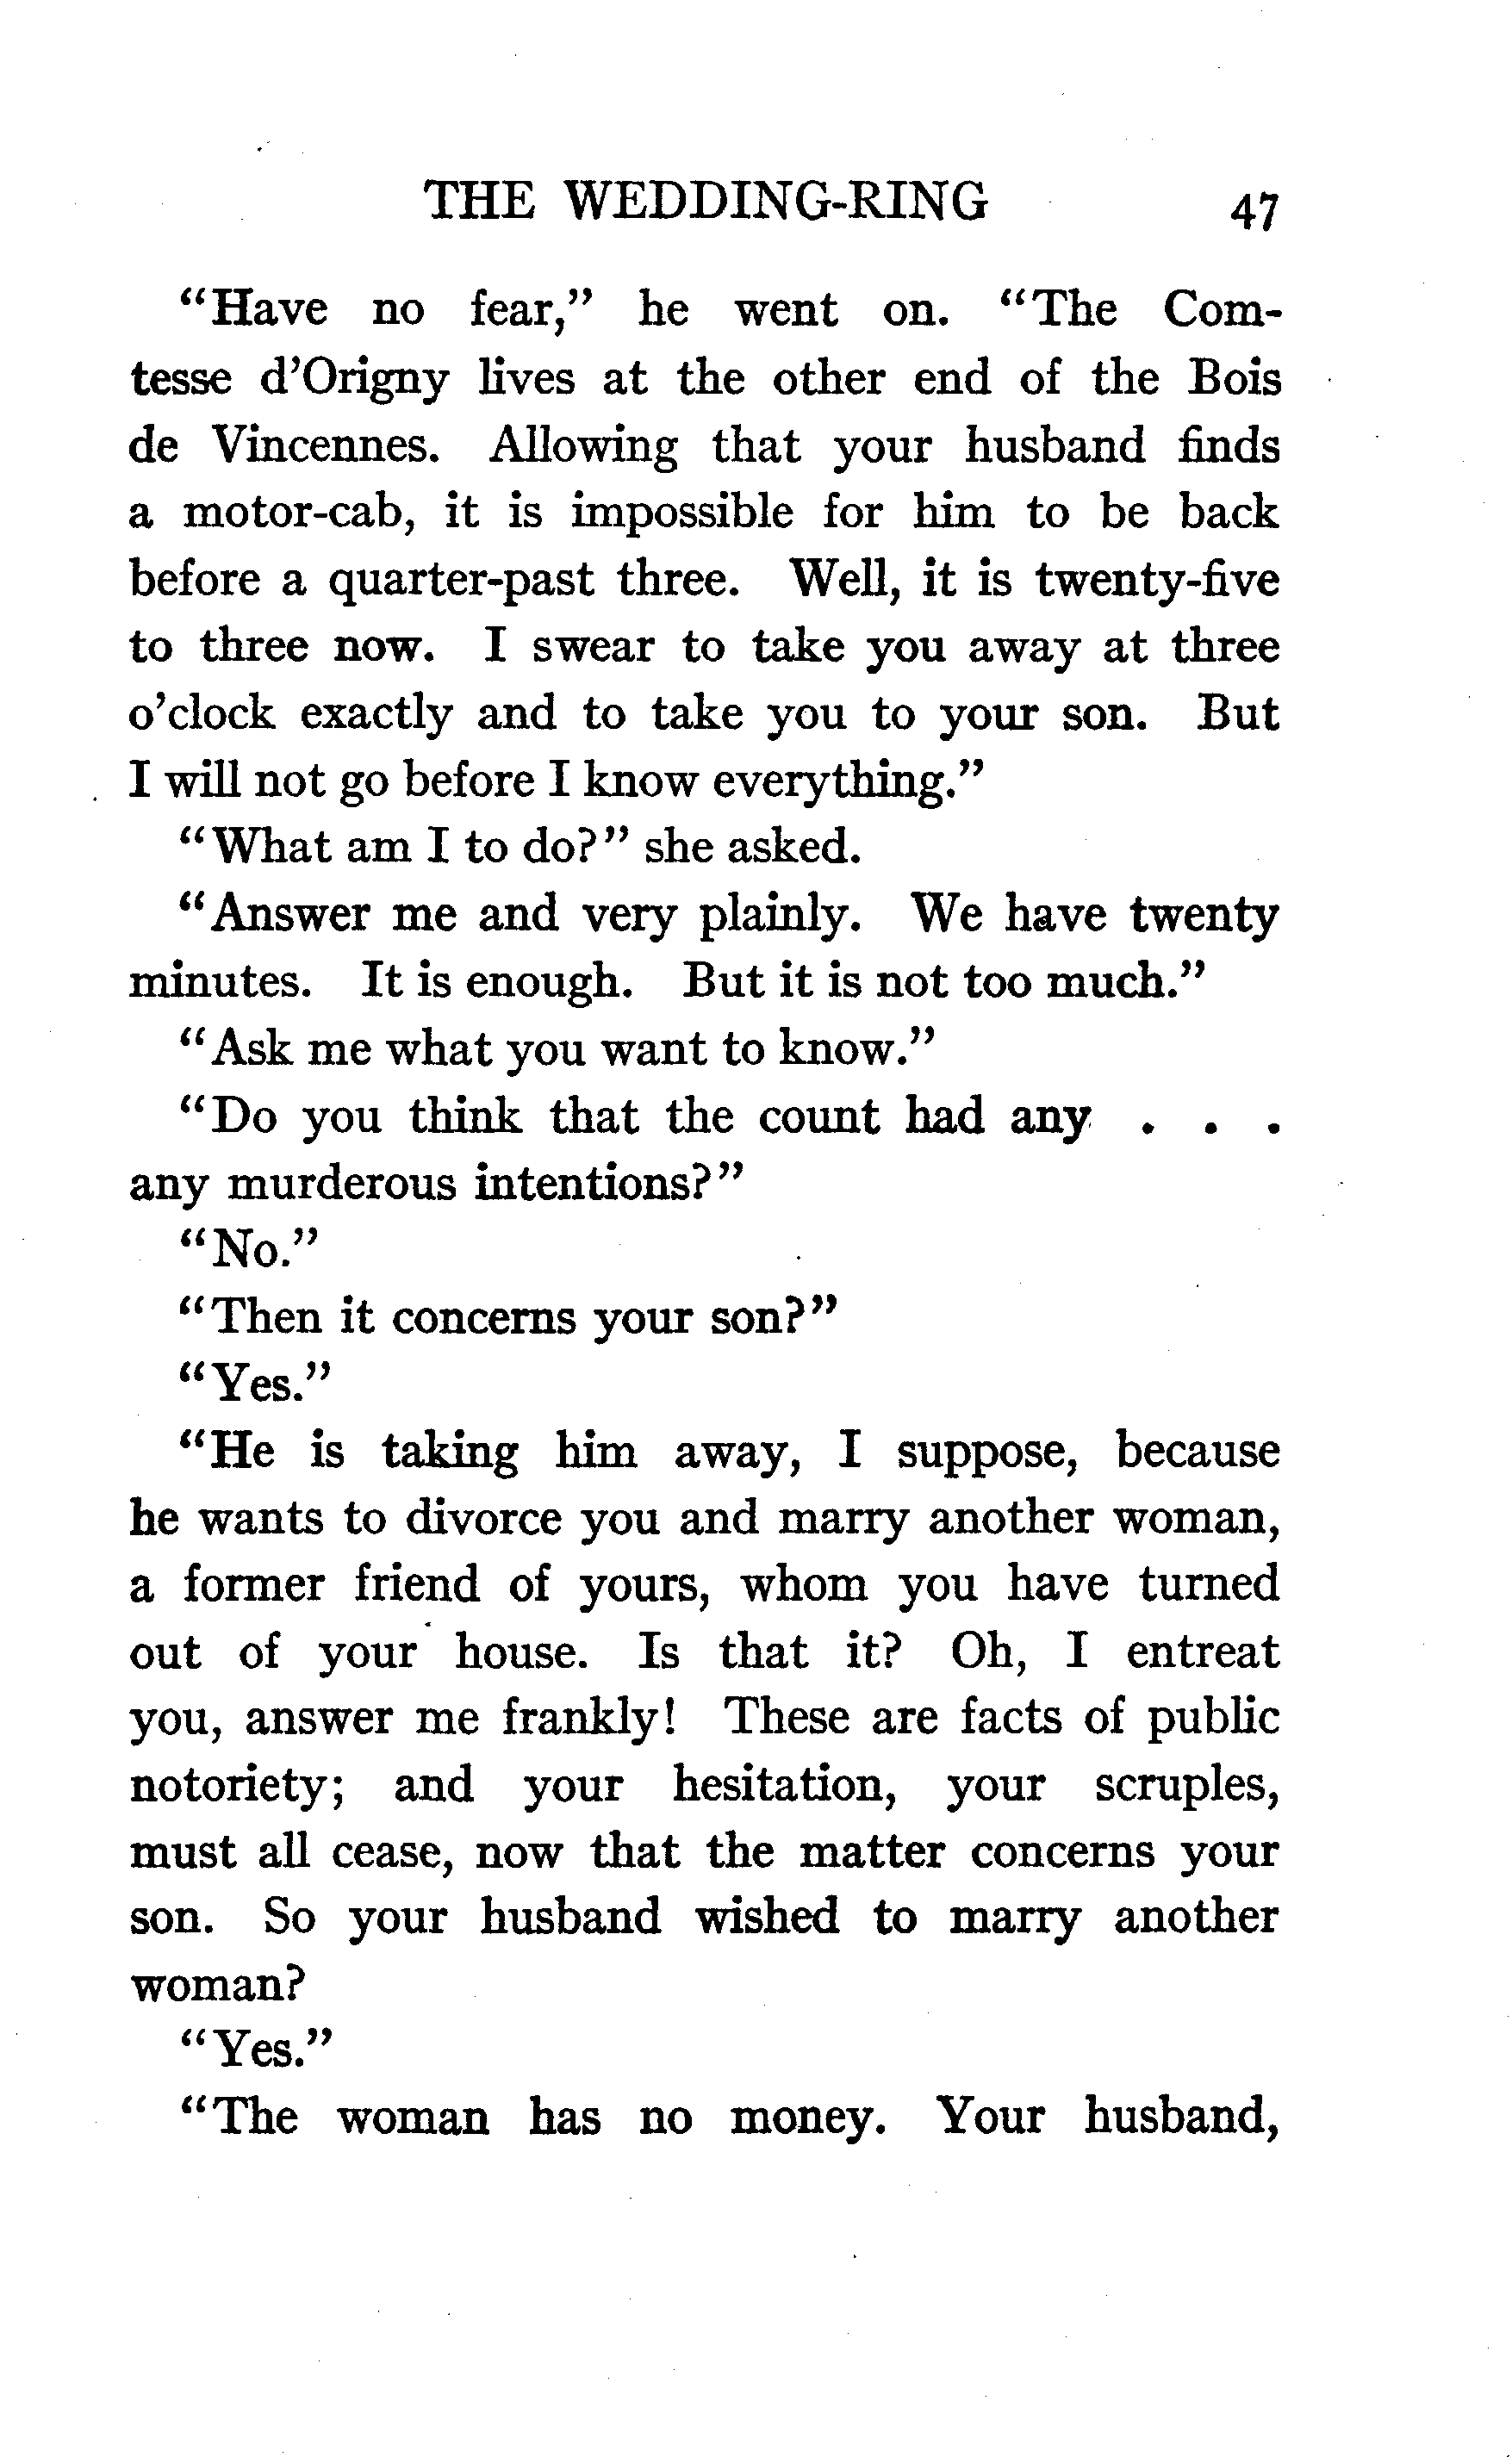 THE WEDDING-RING 47
"Have no fear," he went on. "The Com-
tesse d'Origny lives at the other end of the Bois
de Vincennes. Allowing that your husband finds
a motor-cab, it is impossible for him to be back
before a quarter-past three. Well, it is twenty-five
to three now. I swear to take you away at three
o'clock exactly and to take you to your son. But
I will not go before I know everything."
"What am I to do?" she asked.
"Answer me and very plainly. We have twenty
minutes. It is enough. But it is not too much."
"Ask me what you want to know."
"Do you think that the count had any . . .
any murderous intentions?"
"No."
"Then it concerns your son?"
"Yes."
"He is taking him away, I suppose, because
he wants to divorce you and marry another woman,
a former friend of yours, whom you have turned
out of your house. Is that it? Oh, I entreat
you, answer me frankly! These are facts of public
notoriety; and your hesitation, your scruples,
must all cease, now that the matter concerns your
son. So your husband wished to marry another
woman?
"Yes."
"The woman has no money. Your husband,